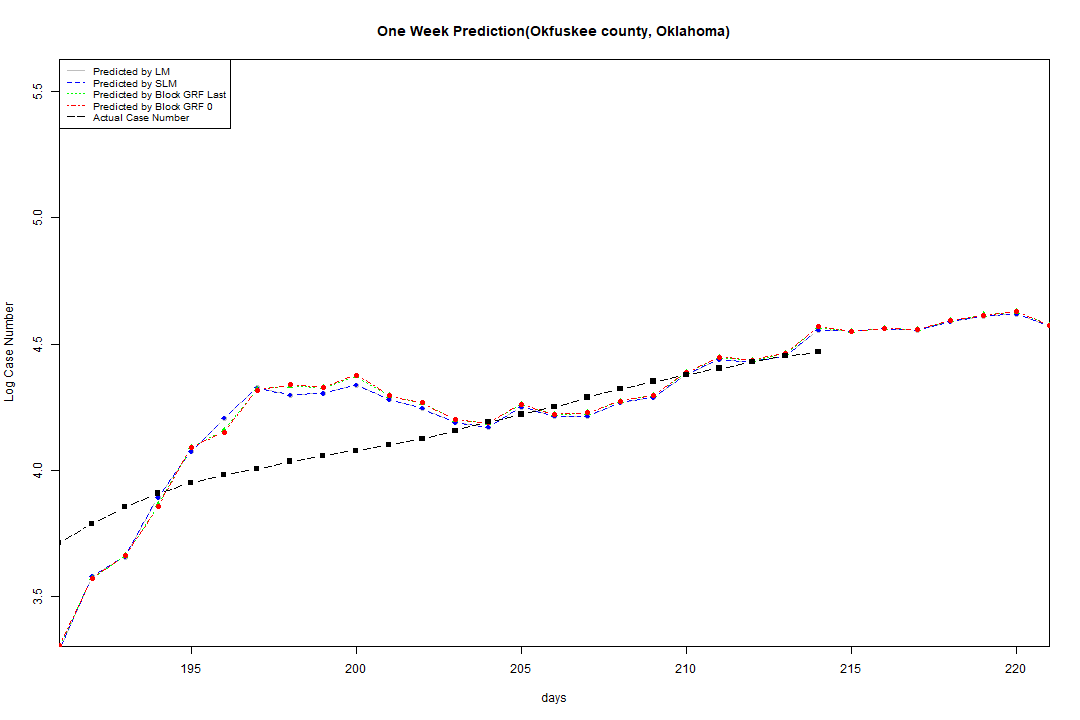 One Week Prediction(Okfuskee county, Oklahoma)
Predicted by LM
Predicted by SLM
Predicted by Block GRF Last
Predicted by Block GRF 0
Actual Case Number
5.5
5.0
4.5
4.0
3.5
Log Case Number
195 200 205 210 215 220
days